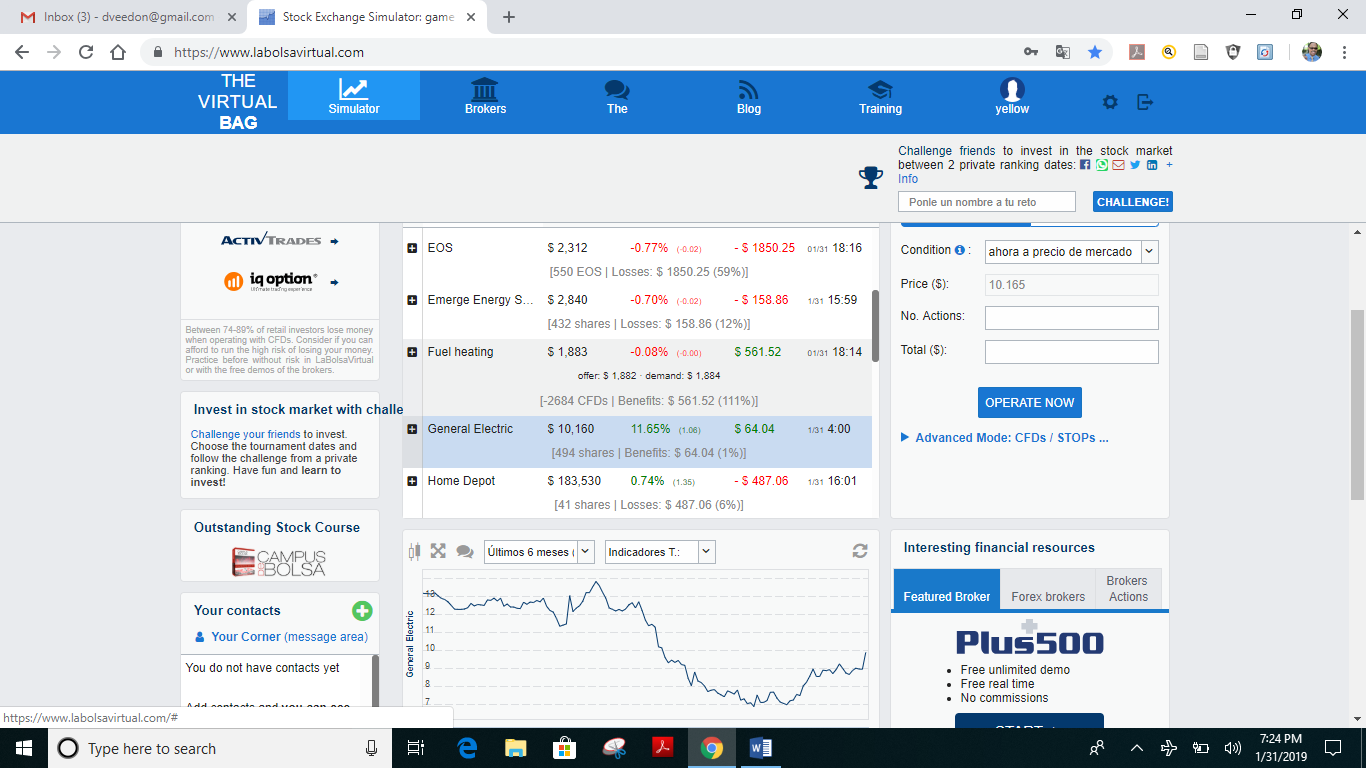 Inbox (3) - dveedon@gmail.com
Stock Exchange Simulator: game
https://www.labolsavirtual.com
THE
VIRTUAL
BAG
Simulator
Brokers
The
Blog
Training
yellow
Challenge friends to invest in the stock market
between 2 private ranking dates:
+
Info
Ponle un nombre a tu reto
CHALLENGE!
ACTIVTRADES
iq option
Between 74-89% of retail investors lose money
when operating with CFDs. Consider if you can
afford to run the high risk of losing your money.
Practice before without risk in LaBolsaVirtual
or with the free demos of the brokers.
Invest in stock market with challe
Challenge your friends to invest.
Choose the tournament dates and
follow the challenge from a private
ranking. Have fun and learn to
invest!
Outstanding Stock Course
CAMPUS
DE BOLSA
Your contacts
Your Corner (message area)
You do not have contacts yet
EOS $ 2,312 -0.77% (-0.02) - $ 1850.25 01/31 18:16
[550 EOS | Losses: $ 1850.25 (59%)]
Emerge Energy S... $ 2,840 -0.70% (-0.02) - $ 158.86 1/31 15:59
[432 shares | Losses: $ 158.86 (12%)]
Fuel heating $ 1,883 -0.08% (-0.00) $ 561.52 01/31 18:14
offer: $ 1,882 · demand: $ 1,884
[-2684 CFDs | Benefits: $ 561.52 (111%)]
General Electric $ 10,160 11.65% (1.06) $ 64.04 1/31 4:00
[494 shares | Benefits: $ 64.04 (1%)]
Home Depot $ 183,530 0.74% (1.35) - $ 487.06 1/31 16:01
[41 shares | Losses: $ 487.06 (6%)]
Últimos 6 meses (
Indicadores T.:
General Electric
13
12
11
10
9
8
7
Condition : ahora a precio de mercado
Price ($): 10.165
No. Actions:
Total ($):
OPERATE NOW
Advanced Mode: CFDs / STOPs ...
Interesting financial resources
Featured Broker
Forex brokers
Brokers
Actions
Plus500
Free unlimited demo
Free real time
No commissions
https://www.labolsavirtual.com/#
Type here to search
7:24 PM
1/31/2019